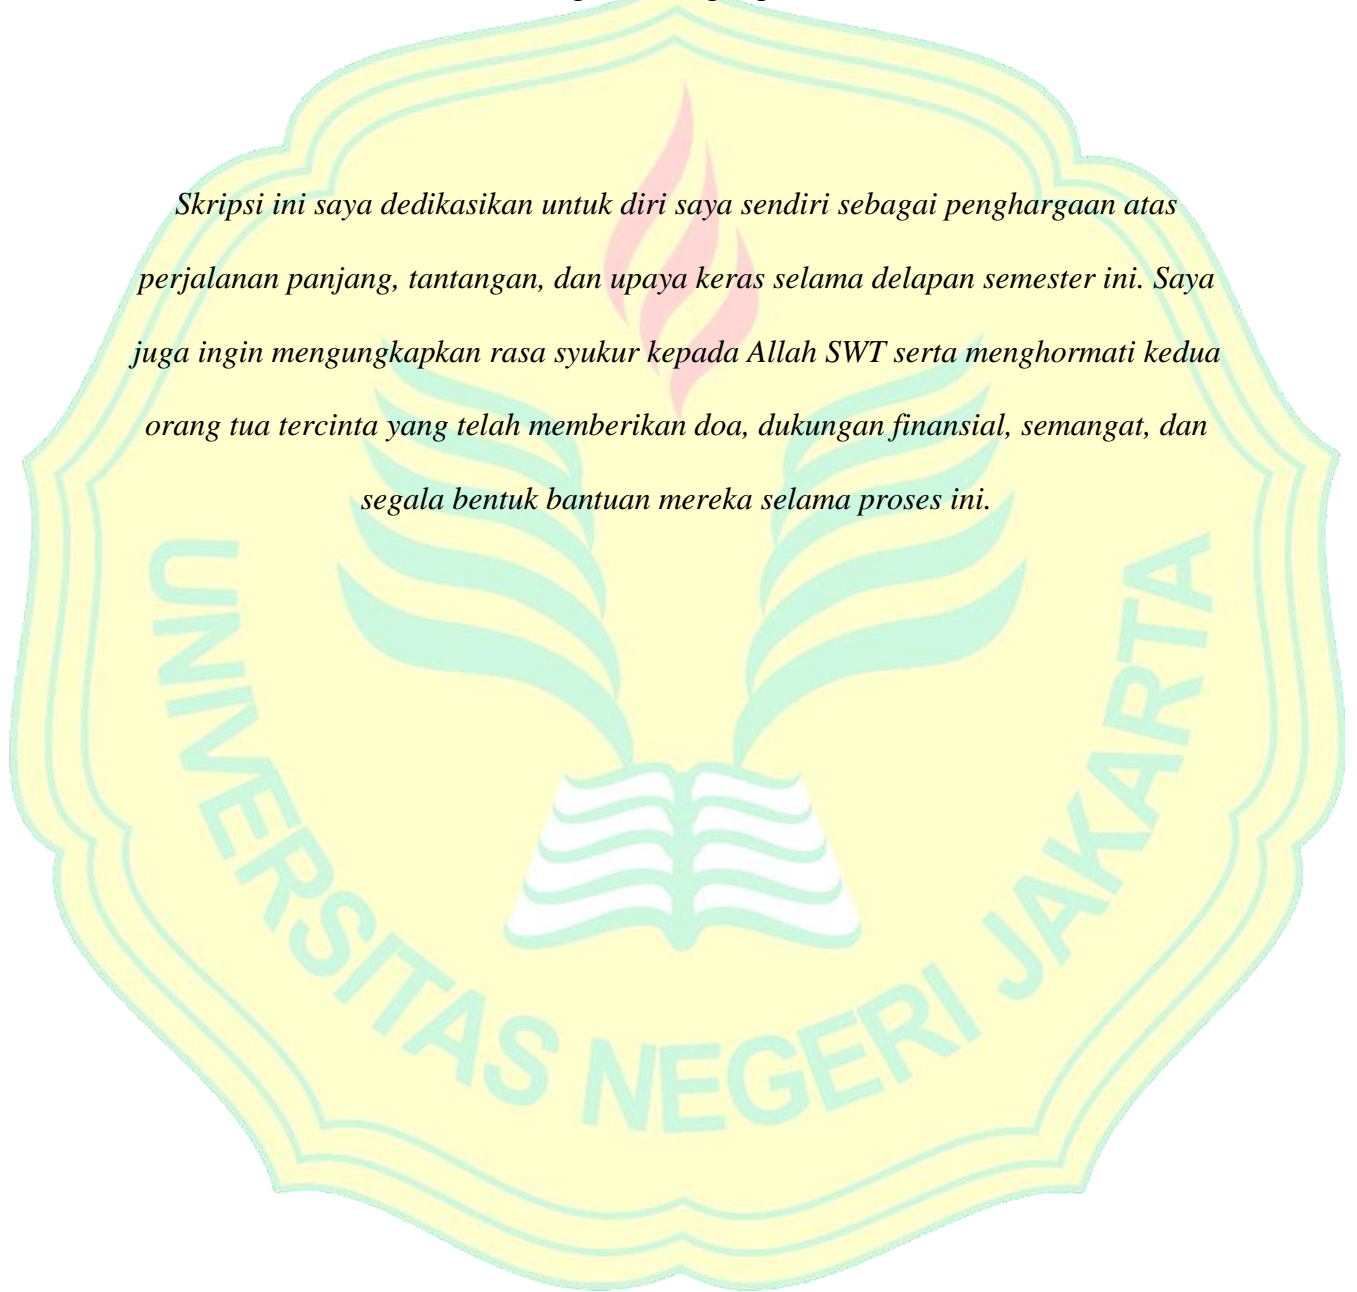 Skripsi ini saya dedikasikan untuk diri saya sendiri sebagai penghargaan atas
perjalanan panjang, tantangan, dan upaya keras selama delapan semester ini. Saya
juga ingin mengungkapkan rasa syukur kepada Allah SWT serta menghormati kedua
orang tua tercinta yang telah memberikan doa, dukungan finansial, semangat, dan
segala bentuk bantuan mereka selama proses ini.
UNIVERSITAS NEGERI JAKARTA